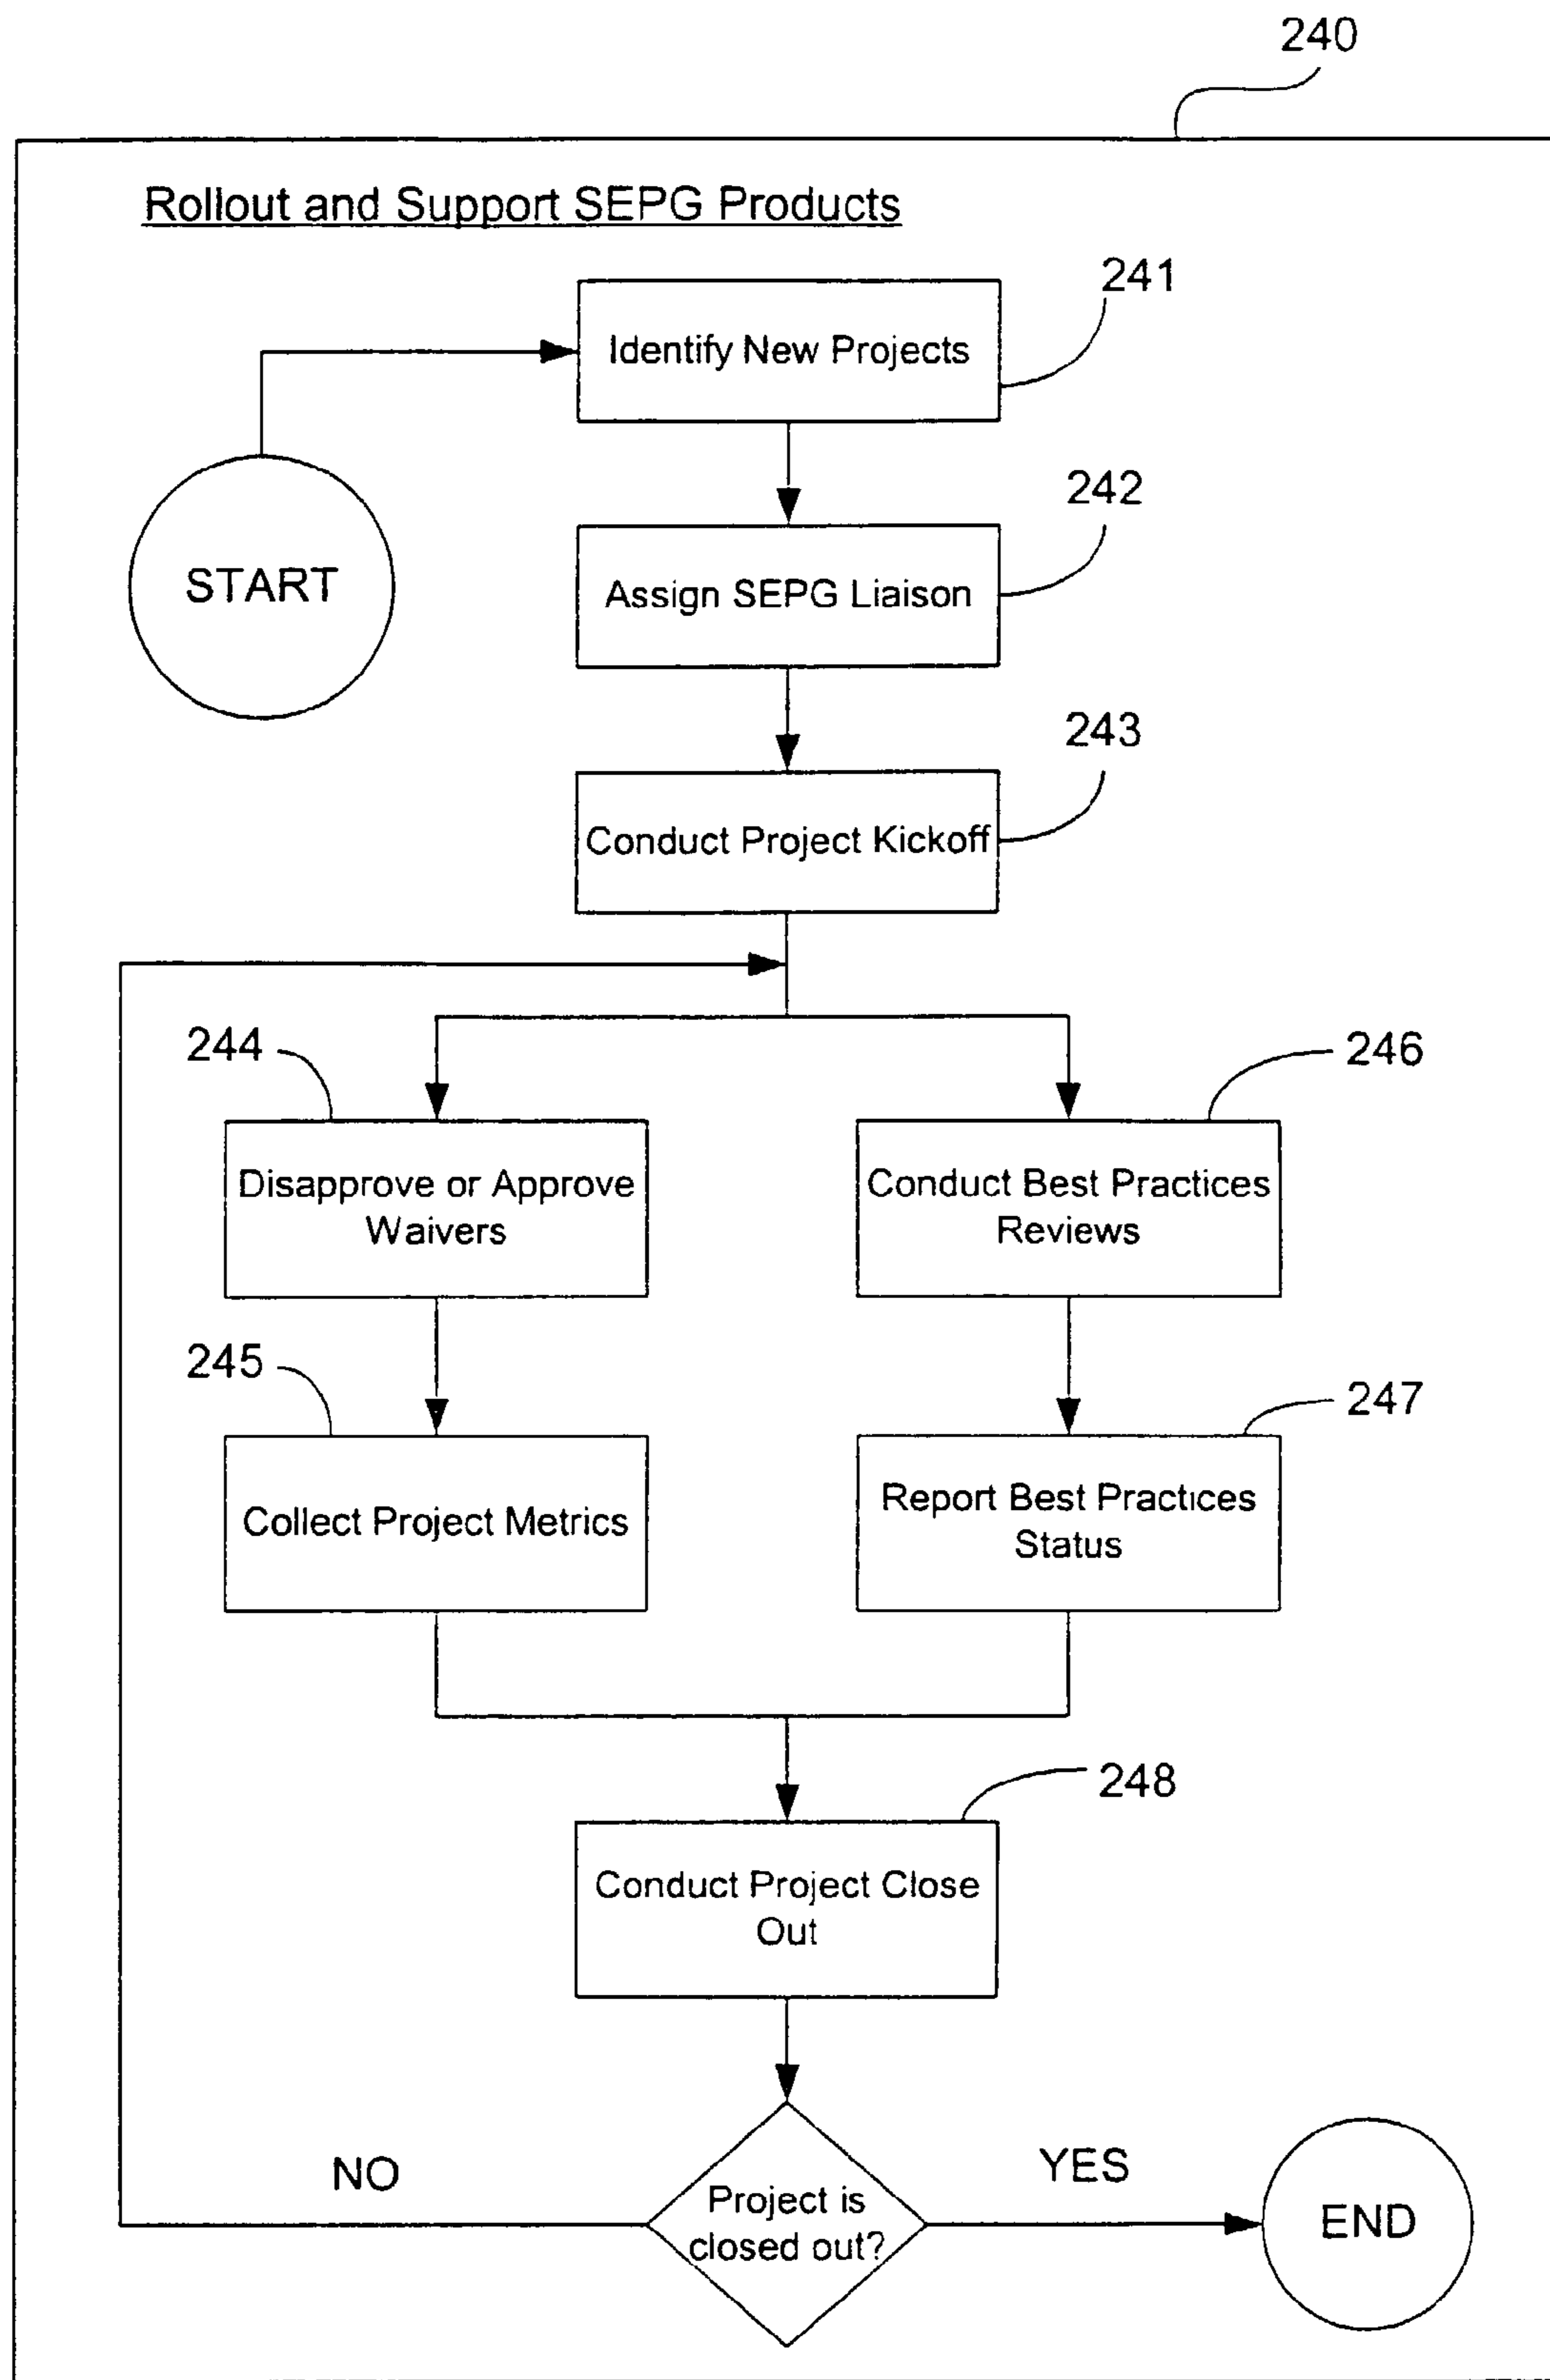 240
Rollout and Support SEPG Products
241
Identify New Projects
242
START
Assign SEPG Liaison
243
Conduct Project Kickoff
244
246
Disapprove or Approve
Waivers
Conduct Best Practices
Reviews
245
247
Collect Project Metrics
Report Best Practices
Status
248
Conduct Project Close
Out
NO
YES
Project is
closed out?
END